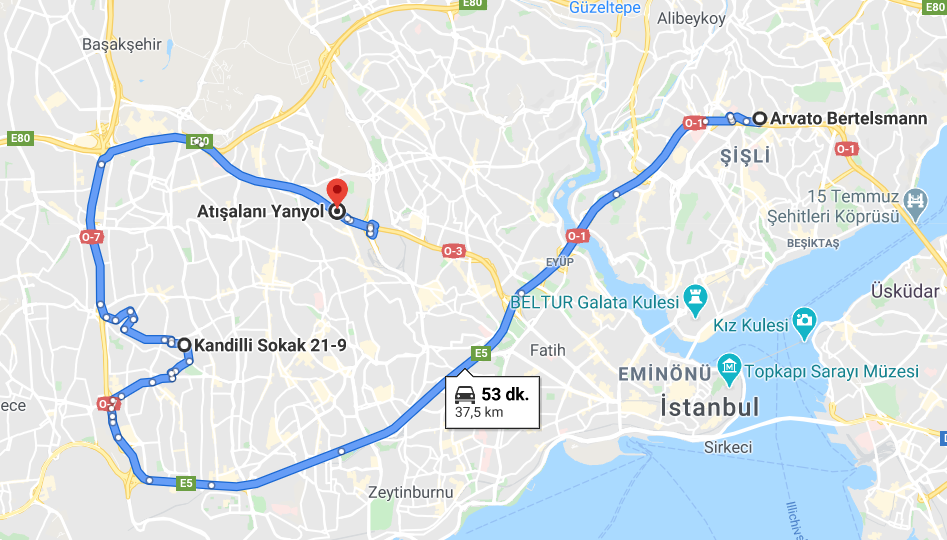 E80
Güzeltepe
E80
Alibeyköy
Başakşehir
O-1
Arvato Bertelsmann
E80
E80
O-1
ŞİŞLİ
15 Temmuz
Şehitleri Köprüsü
Atışalanı Yanyol
O-7
O-3
O-1
BEŞİKTAŞ
EYÜP
Üsküdar
BELTUR Galata Kulesi
Kız Kulesi
Kandilli Sokak 21-9
E5
Fatih
EMİNÖNÜ
Topkapı Sarayı Müzesi
53 dk.
37,5 km
ece
İstanbul
Sirkeci
E5
Zeytinburnu